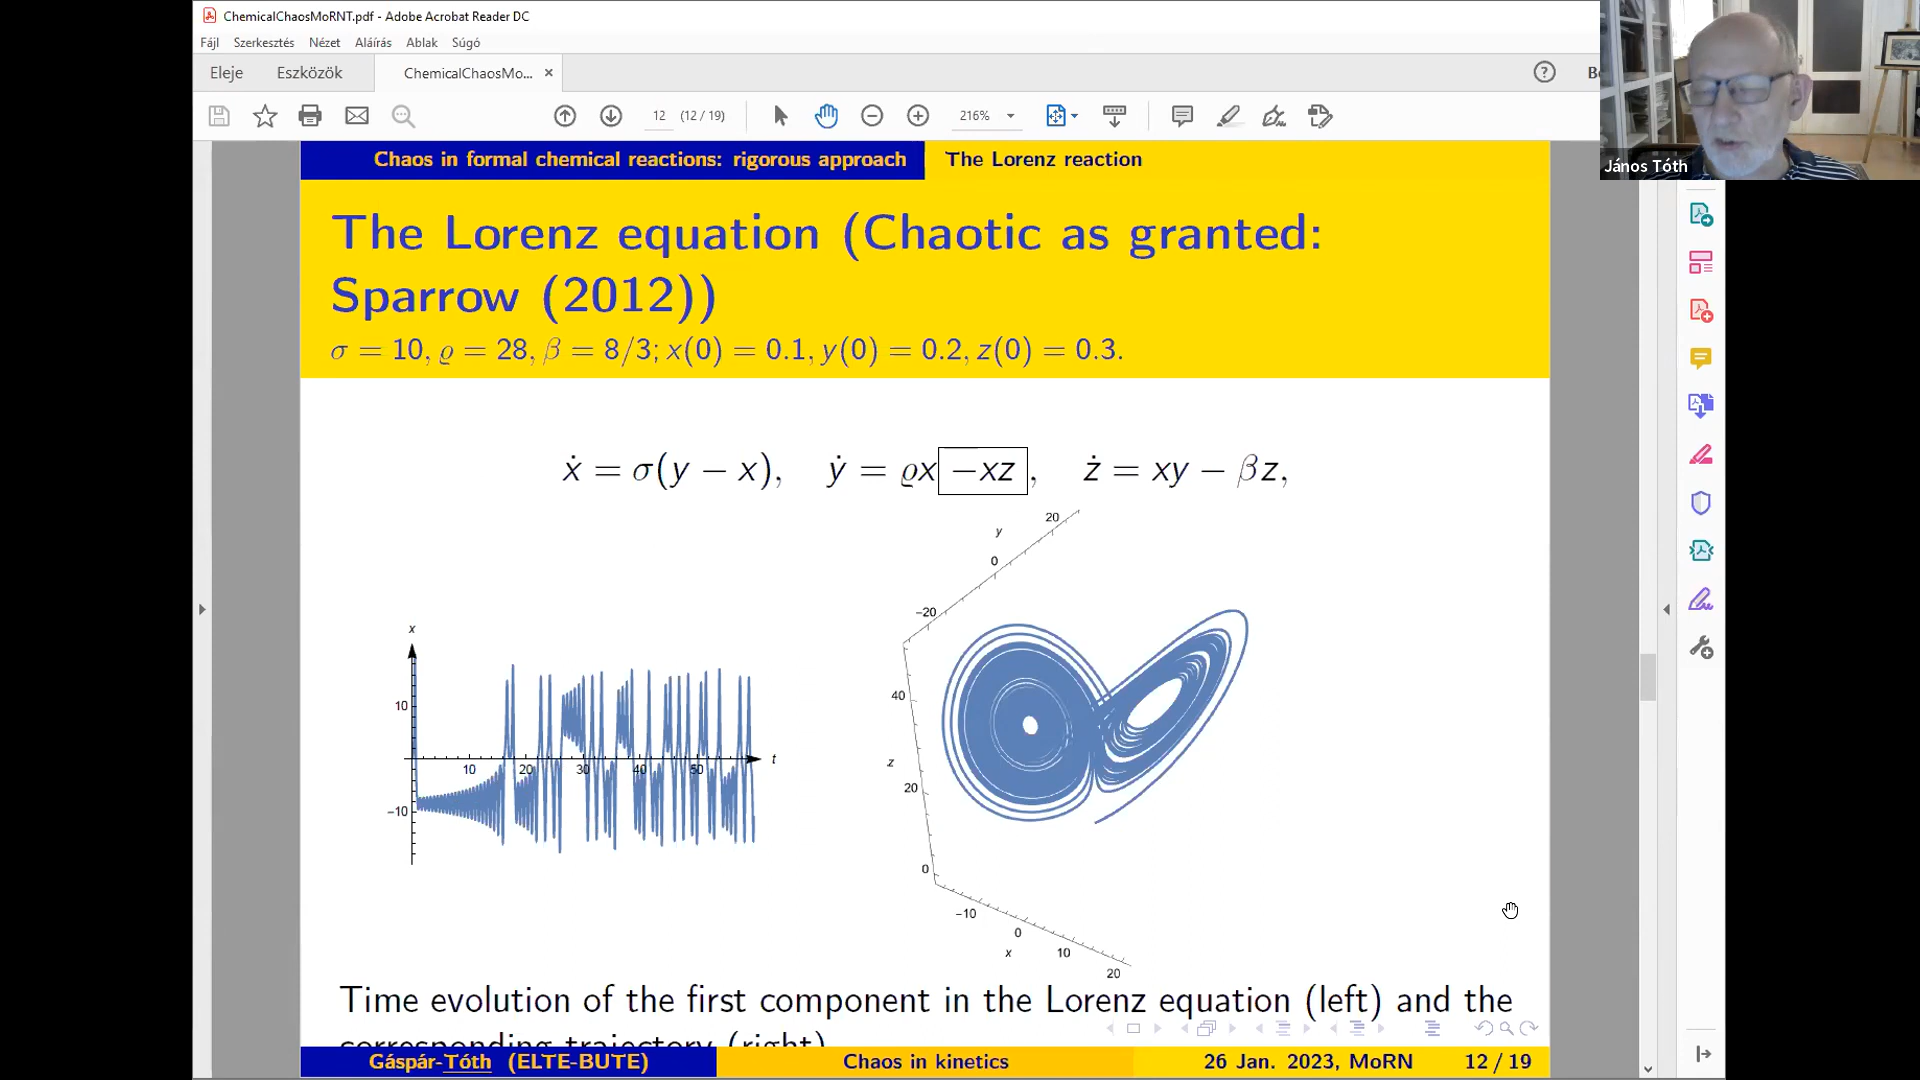 ChemicalChaosMoRNT.pdf - Adobe Acrobat Reader DC
Fájl Szerkesztés Nézet Aláírás Ablak Súgó
Eleje Eszközök ChemicalChaosMo... ×
12 (12 / 19) 216%
János Tóth
Chaos in formal chemical reactions: rigorous approach The Lorenz reaction
The Lorenz equation (Chaotic as granted:
Sparrow (2012))
σ = 10, ϱ = 28, β = 8/3; x(0) = 0.1, y(0) = 0.2, z(0) = 0.3.
ẋ = σ(y − x), ẏ = ϱx −xz , ż = xy − βz,
x
10
−10
10 20 30 40 50
t
y
20
0
−20
40
z
20
0
−10
0
x
10
20
Time evolution of the first component in the Lorenz equation (left) and the
corresponding trajectory (right)
Gáspár-Tóth (ELTE-BUTE) Chaos in kinetics 26 Jan. 2023, MoRN 12 / 19